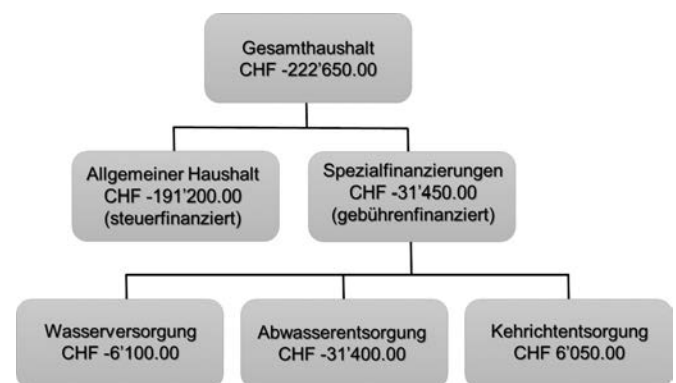 Gesamthaushalt
CHF -222'650.00
Allgemeiner Haushalt
CHF -191'200.00
(steuerfinanziert)
Spezialfinanzierungen
CHF -31'450.00
(gebührenfinanziert)
Wasserversorgung
CHF -6'100.00
Abwasserentsorgung
CHF -31'400.00
Kehrichtentsorgung
CHF 6'050.00